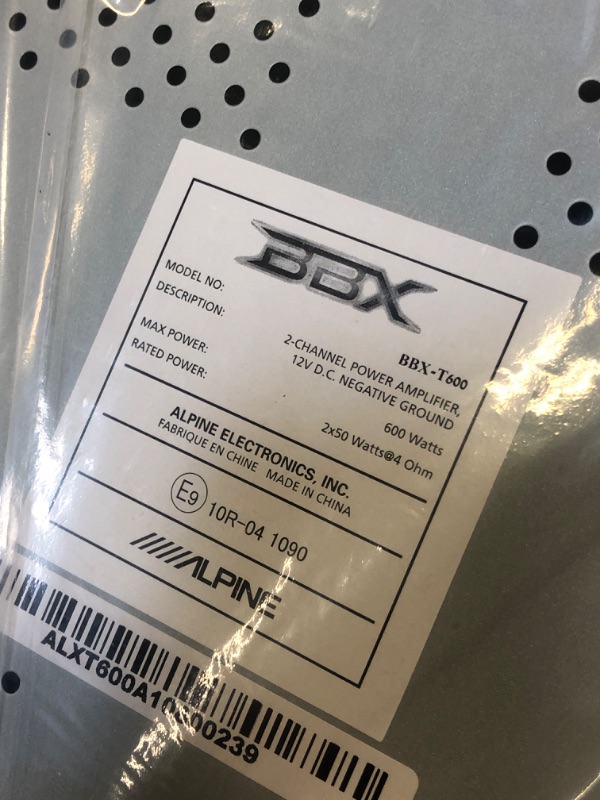 BBX
MODEL NO: BBX-T600
DESCRIPTION: 2-CHANNEL POWER AMPLIFIER,
12V D.C. NEGATIVE GROUND
MAX POWER: 600 Watts
RATED POWER: 2x50 Watts@4 Ohm
ALPINE ELECTRONICS, INC.
FABRIQUE EN CHINE MADE IN CHINA
E9 10R-04 1090
ALPINE